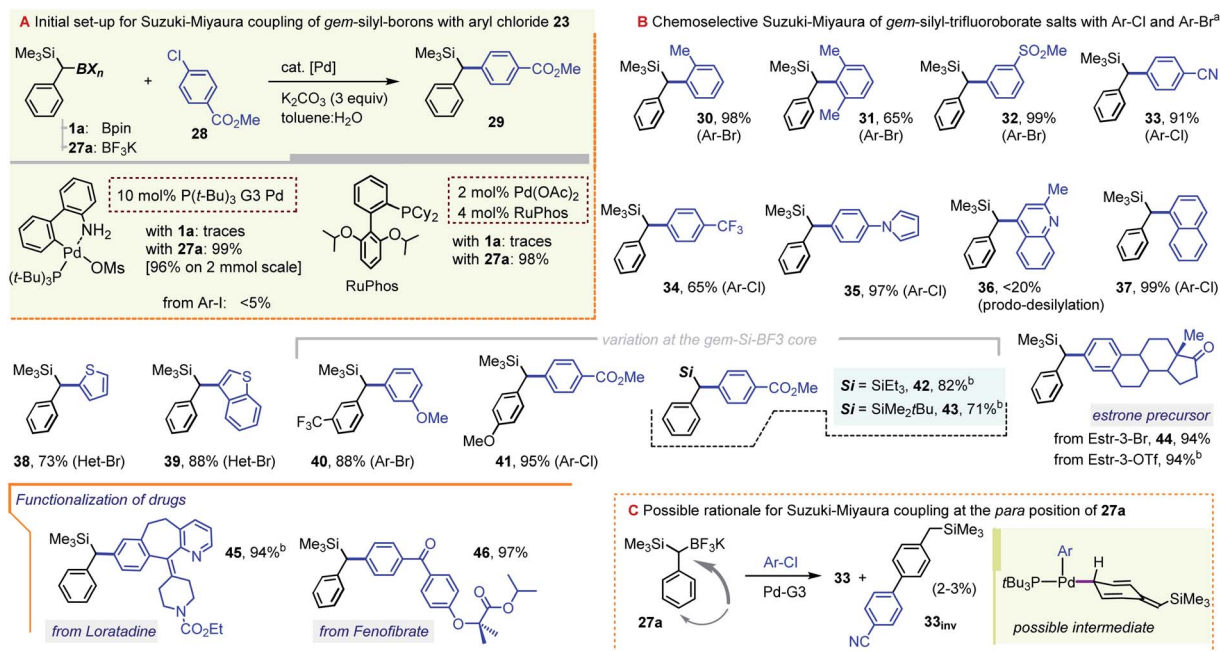 A Initial set-up for Suzuki-Miyaura coupling of gem-silyl-borons with aryl chloride 23
Me3Si
BXn
1a: Bpin
27a: BF3K
+
Cl
CO2Me
28
cat. [Pd]
K2CO3 (3 equiv)
toluene:H2O
Me3Si
CO2Me
29
10 mol% P(t-Bu)3 G3 Pd
NH2
Pd
OMs
(t-Bu)3P
with 1a: traces
with 27a: 99%
[96% on 2 mmol scale]
from Ar-I: <5%
PCy2
O
O
RuPhos
2 mol% Pd(OAc)2
4 mol% RuPhos
with 1a: traces
with 27a: 98%
B Chemoselective Suzuki-Miyaura of gem-silyl-trifluoroborate salts with Ar-Cl and Ar-Bra
Me
Me3Si
30, 98%
(Ar-Br)
Me
Me3Si
Me
31, 65%
(Ar-Br)
SO2Me
Me3Si
32, 99%
(Ar-Br)
Me3Si
CN
33, 91%
(Ar-Cl)
Me3Si
CF3
34, 65% (Ar-Cl)
Me3Si
N
35, 97% (Ar-Cl)
Me
Me3Si
N
36, <20%
(prodo-desilylation)
Me3Si
37, 99% (Ar-Cl)
variation at the gem-Si-BF3 core
Me3Si
S
38, 73% (Het-Br)
Me3Si
S
39, 88% (Het-Br)
Me3Si
F3C
OMe
40, 88% (Ar-Br)
Me3Si
CO2Me
MeO
41, 95% (Ar-Cl)
Si
CO2Me
Si = SiEt3, 42, 82%b
Si = SiMe2tBu, 43, 71%b
Me3Si
Me
O
estrone precursor
from Estr-3-Br, 44, 94%
from Estr-3-OTf, 94%b
Functionalization of drugs
Me3Si
N
45, 94%b
N
CO2Et
from Loratadine
Me3Si
O
46, 97%
O
O
O
from Fenofibrate
C Possible rationale for Suzuki-Miyaura coupling at the para position of 27a
Me3Si
BF3K
27a
Ar-Cl
Pd-G3
33 +
SiMe3
(2-3%)
NC
33inv
Ar
H
tBu3P
Pd
SiMe3
possible intermediate